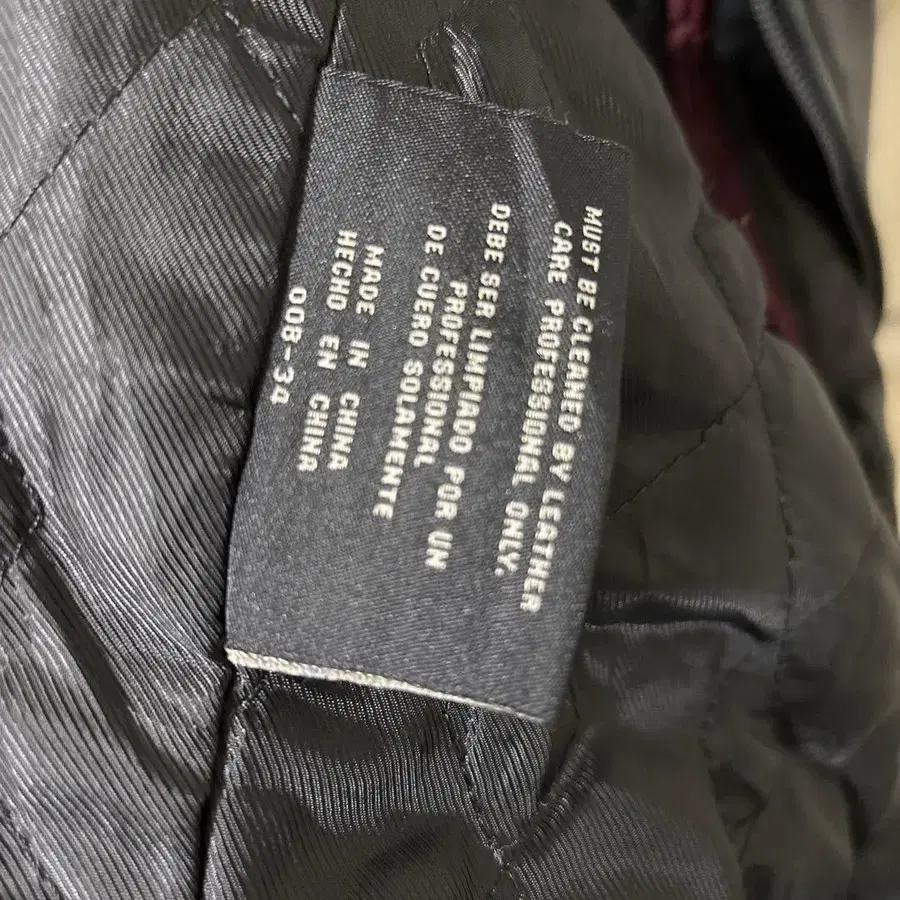 MUST BE CLEANED BY LEATHER
CARE PROFESSIONAL ONLY.
DEBE SER LIMPIADO POR UN
PROFESSIONAL
DE CUERO SOLAMENTE
MADE IN CHINA
HECHO EN CHINA
008-34